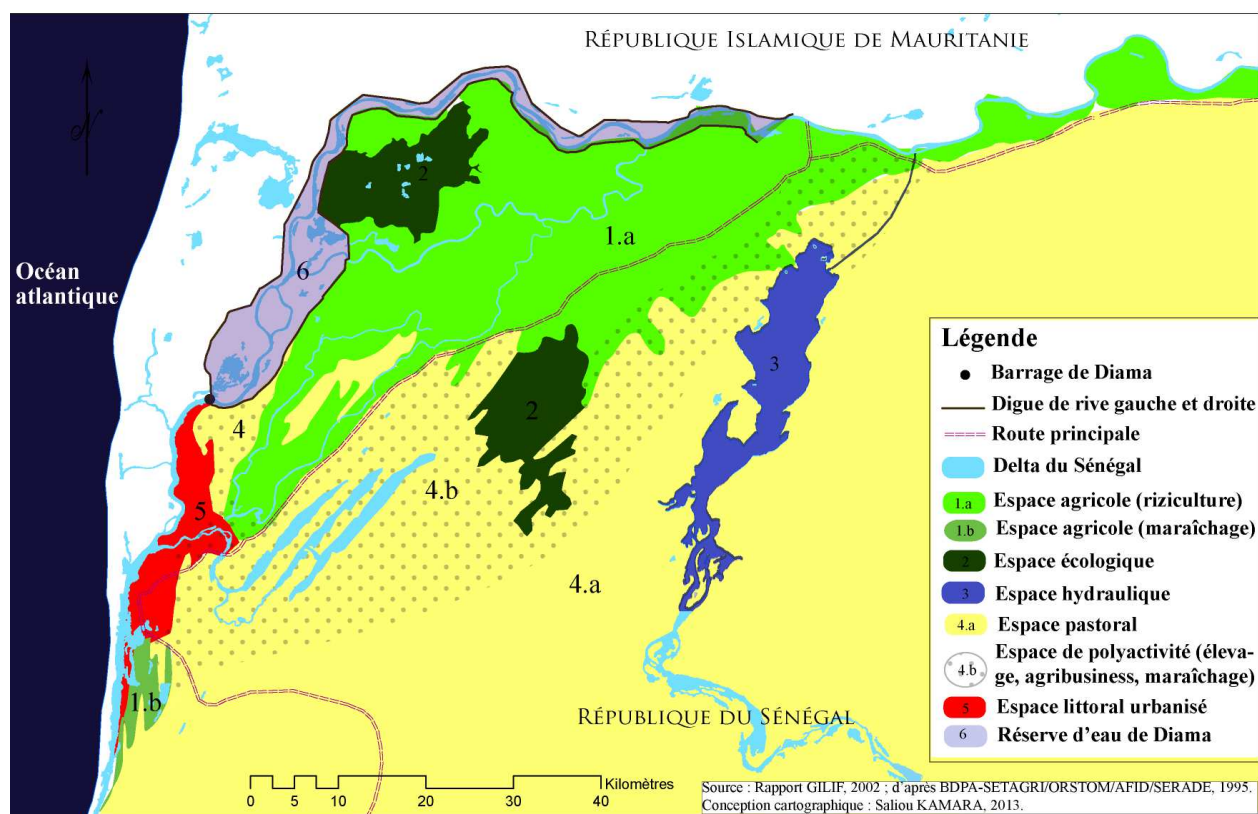 République Islamique de Mauritanie
N
2
1.a
6
Océan
atlantique
3
4
2
4.b
5
4.a
1.b
République du Sénégal
Kilomètres
0 5 10 20 30 40
Légende
Barrage de Diama
Digue de rive gauche et droite
Route principale
Delta du Sénégal
1.a Espace agricole (riziculture)
1.b Espace agricole (maraîchage)
2 Espace écologique
3 Espace hydraulique
4.a Espace pastoral
4.b Espace de polyactivité (éleva-
ge, agribusiness, maraîchage)
5 Espace littoral urbanisé
6 Réserve d'eau de Diama
Source : Rapport GILIF, 2002 ; d'après BDPA-SETAGRI/ORSTOM/AFID/SERADE, 1995.
Conception cartographique : Saliou KAMARA, 2013.